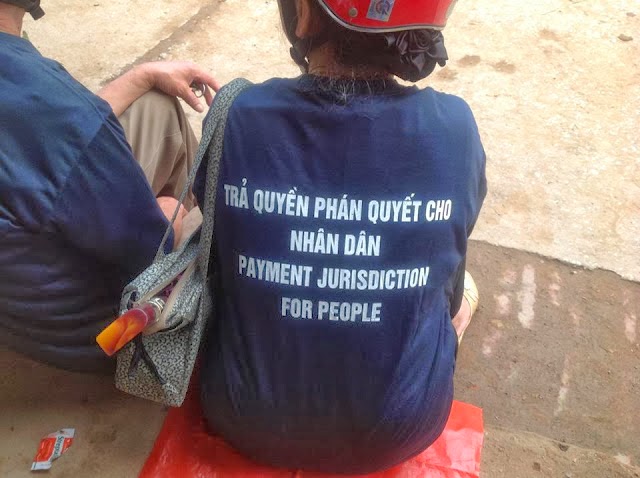 TRẢ QUYỀN PHÁN QUYẾT CHO
NHÂN DÂN
PAYMENT JURISDICTION
FOR PEOPLE